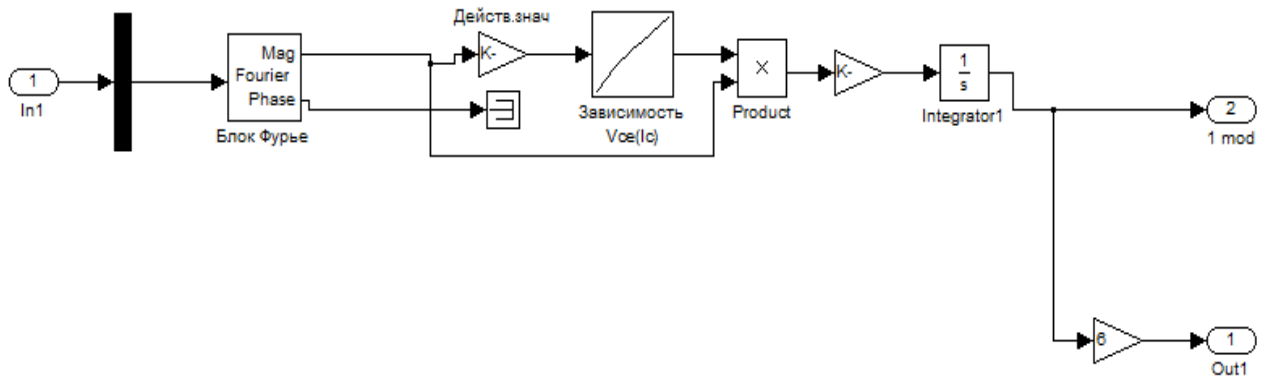 Действ.знач
1
In1
Mag
Fourier
Phase
Блок Фурье
K-
Зависимость
Vce(Ic)
×
Product
K-
1
s
Integrator1
2
1 mod
6
1
Out1